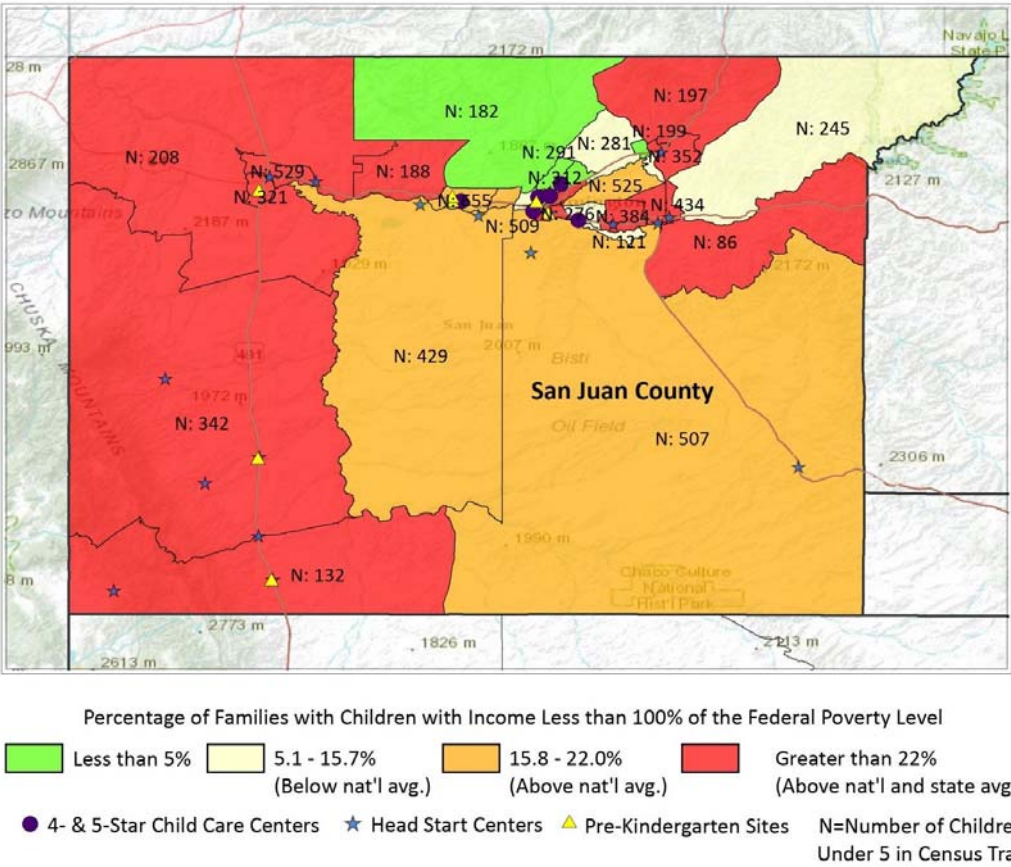 2172 m
Navajo L
State P
28 m
N: 197
N: 182
N: 245
N: 199
N: 281
N: 291
N: 352
N: 208
2867 m
N: 188
N: 529
N: 312
N: 525
2127 m
N: 321
N: 555
N: 434
zo Mountains
2187 m
N: 509
N: 276
N: 384
N: 121
N: 86
2172 m
CHUSKA
MOUNTAINS
San Juan
993 m
2007 m
N: 429
Bisti
San Juan County
1972 m
Oil Field
N: 342
N: 507
2306 m
1990 m
8 m
N: 132
Chaco Culture
National
Hist'l Park
2773 m
1826 m
2113 m
2613 m
Percentage of Families with Children with Income Less than 100% of the Federal Poverty Level
Less than 5%
5.1 - 15.7%
(Below nat'l avg.)
15.8 - 22.0%
(Above nat'l avg.)
Greater than 22%
(Above nat'l and state avg
4- & 5-Star Child Care Centers
Head Start Centers
Pre-Kindergarten Sites
N=Number of Childre
Under 5 in Census Tra